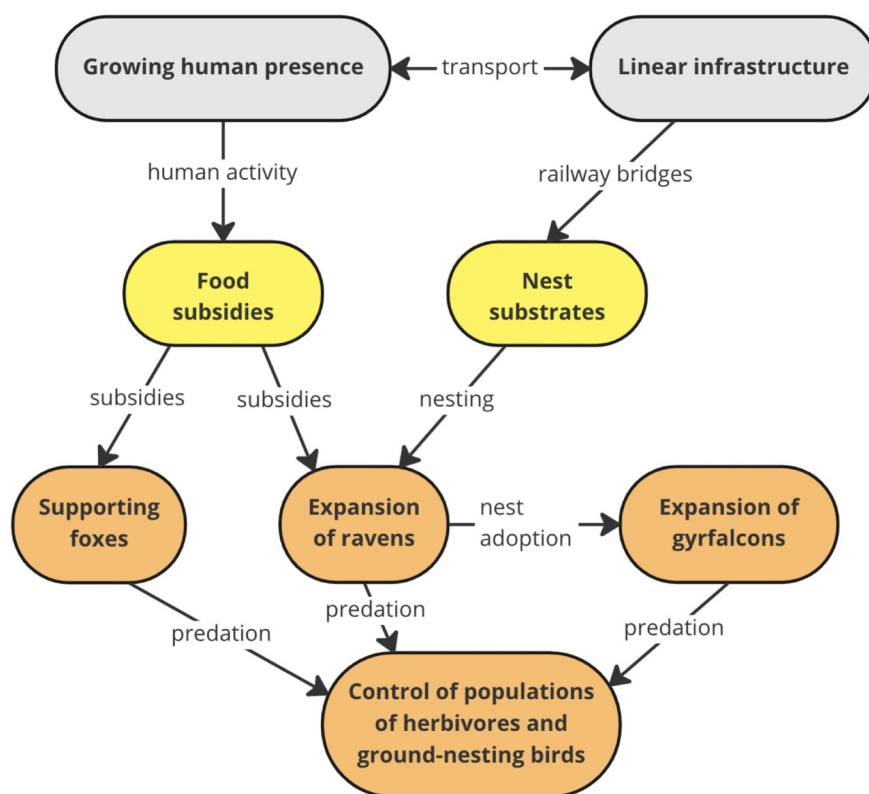 Growing human presence
transport
Linear infrastructure
human activity
railway bridges
Food
subsidies
Nest
substrates
subsidies
subsidies
nesting
Supporting
foxes
Expansion
of ravens
nest
adoption
Expansion of
gyrfalcons
predation
predation
predation
Control of populations
of herbivores and
ground-nesting birds